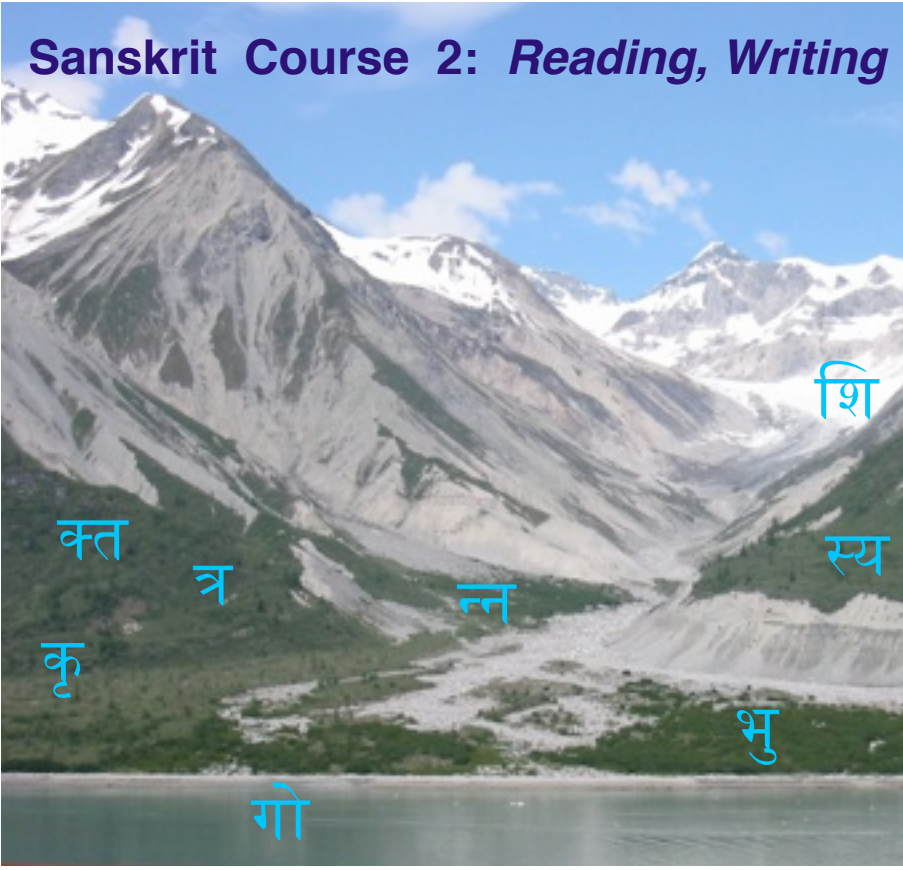 Sanskrit Course 2: Reading, Writing
शि
क्त
स्य
त्र
न्न
कृ
भु
गो